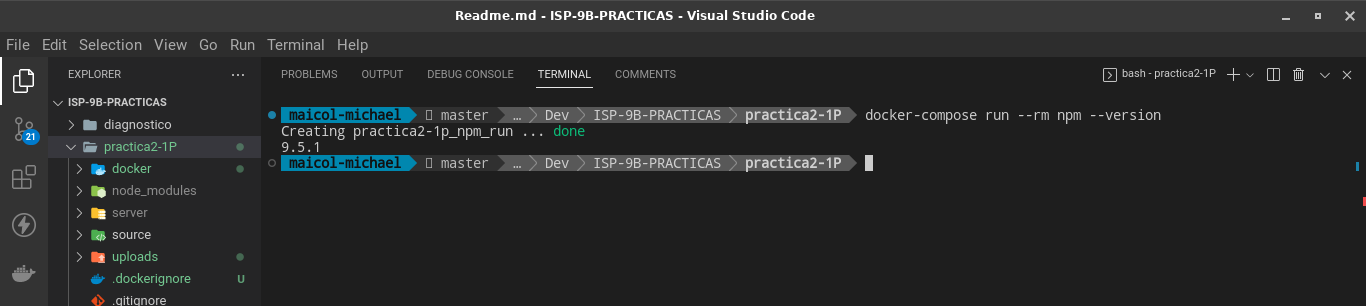 Readme.md - ISP-9B-PRACTICAS - Visual Studio Code
File Edit Selection View Go Run Terminal Help
EXPLORER
ISP-9B-PRACTICAS
diagnostico
practica2-1P
docker
node_modules
server
source
uploads
.dockerignore U
.gitignore
21
PROBLEMS OUTPUT DEBUG CONSOLE TERMINAL COMMENTS
bash - practica2-1P
maicol-michael master … Dev ISP-9B-PRACTICAS practica2-1P docker-compose run --rm npm --version
Creating practica2-1p_npm_run ... done
9.5.1
maicol-michael master … Dev ISP-9B-PRACTICAS practica2-1P